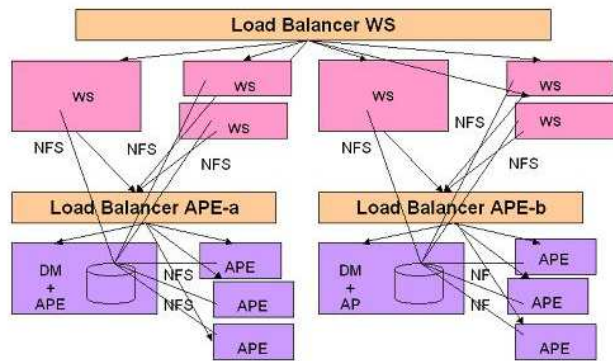 Load Balancer WS
ws
ws
ws
ws
ws
ws
NFS
NFS
NFS
NFS
NFS
Load Balancer APE-a
Load Balancer APE-b
DM
+
APE
NFS
NFS
APE
APE
APE
DM
+
AP
NF
NF
APE
APE
APE